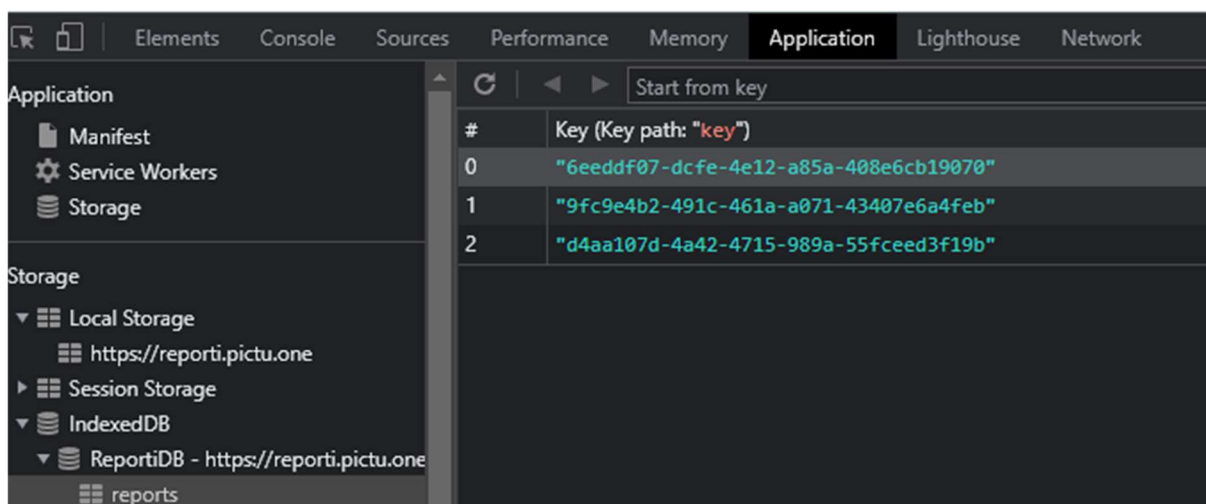 Elements Console Sources Performance Memory Application Lighthouse Network
Application
Manifest
Service Workers
Storage
Storage
Local Storage
https://reporti.pictu.one
Session Storage
IndexedDB
ReportiDB - https://reporti.pictu.one
reports
Start from key
# Key (Key path: "key")
0 "6eeddf07-dcfe-4e12-a85a-408e6cb19070"
1 "9fc9e4b2-491c-461a-a071-43407e6a4feb"
2 "d4aa107d-4a42-4715-989a-55fceed3f19b"